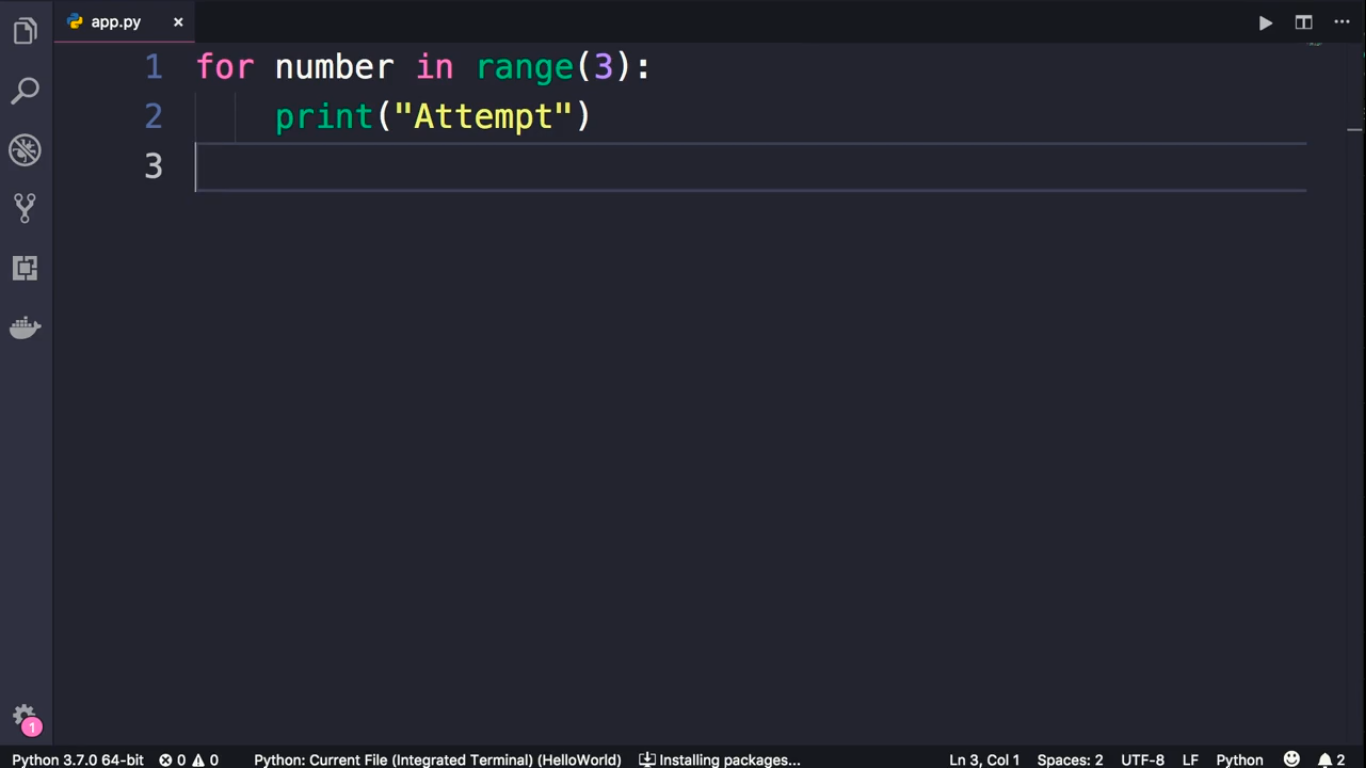 app.py ×
1 for number in range(3):
2     print("Attempt")
3
1
Python 3.7.0 64-bit 0 0 Python: Current File (Integrated Terminal) (HelloWorld) Installing packages... Ln 3, Col 1 Spaces: 2 UTF-8 LF Python 2